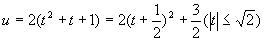 u = 2(t² + t + 1) = 2(t + 1/2)² + 3/2 (|t| ≤ √2)